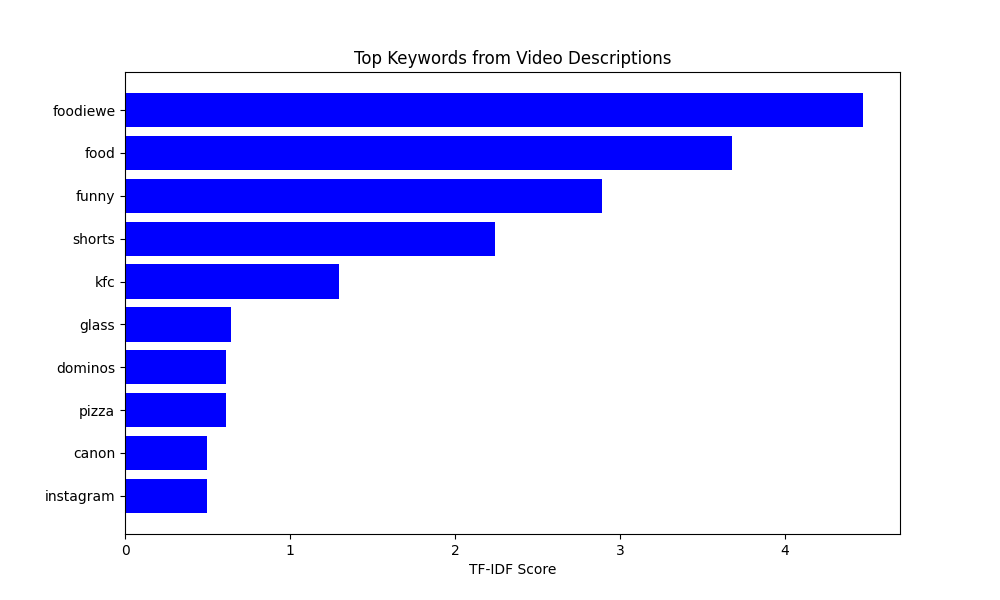 Top Keywords from Video Descriptions
foodiewe
food
funny
shorts
kfc
glass
dominos
pizza
canon
instagram
0 1 2 3 4
TF-IDF Score